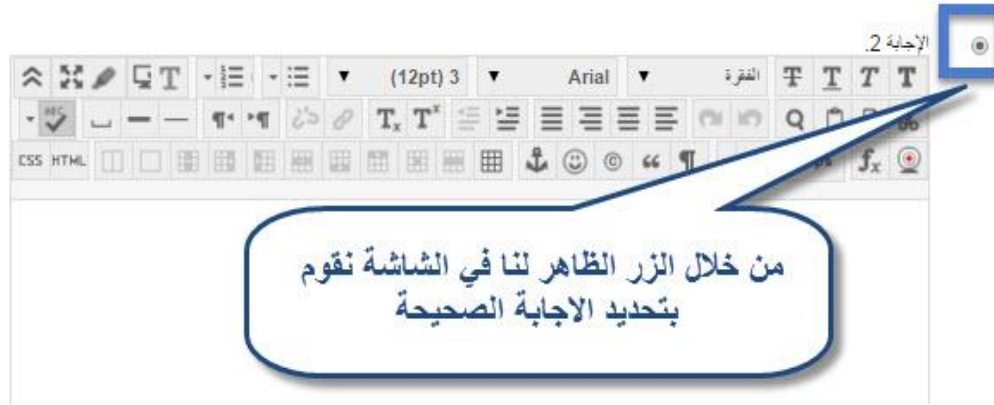 الإجابة 2.
الفقرة Arial 3 (12pt)
HTML CSS
من خلال الزر الظاهر لنا في الشاشة نقوم
بتحديد الاجابة الصحيحة